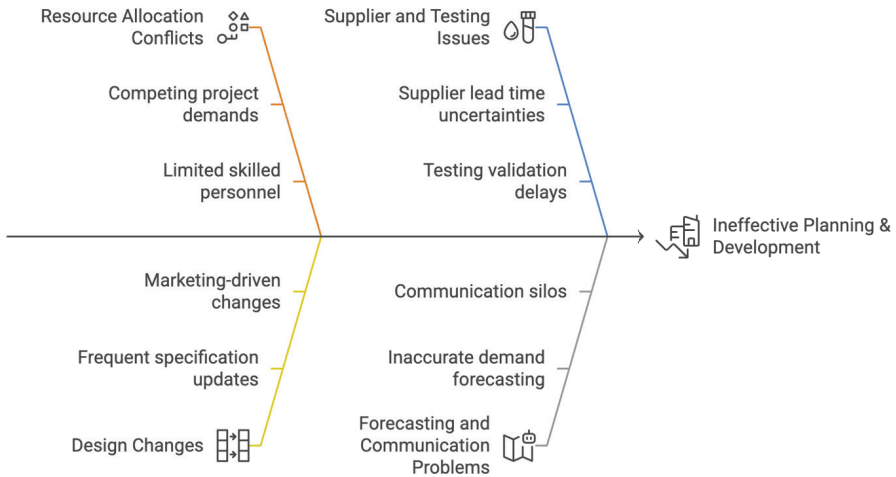 Resource Allocation
Conflicts
Competing project
demands
Limited skilled
personnel
Supplier and Testing
Issues
Supplier lead time
uncertainties
Testing validation
delays
Ineffective Planning &
Development
Marketing-driven
changes
Frequent specification
updates
Design Changes
Communication silos
Inaccurate demand
forecasting
Forecasting and
Communication
Problems